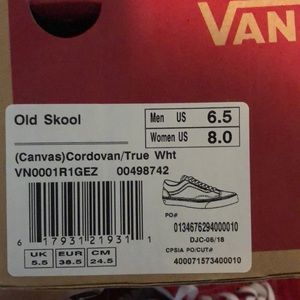 VAN
Old Skool
Men US 6.5
Women US 8.0
(Canvas)Cordovan/True Wht
VN0001R1GEZ 00498742
PO#
0134676294000010
DJC-06/18
CPSIA PO/CUT#
400071573400010
6 17931 21931 1
UK EUR CM
5.5 38.5 24.5